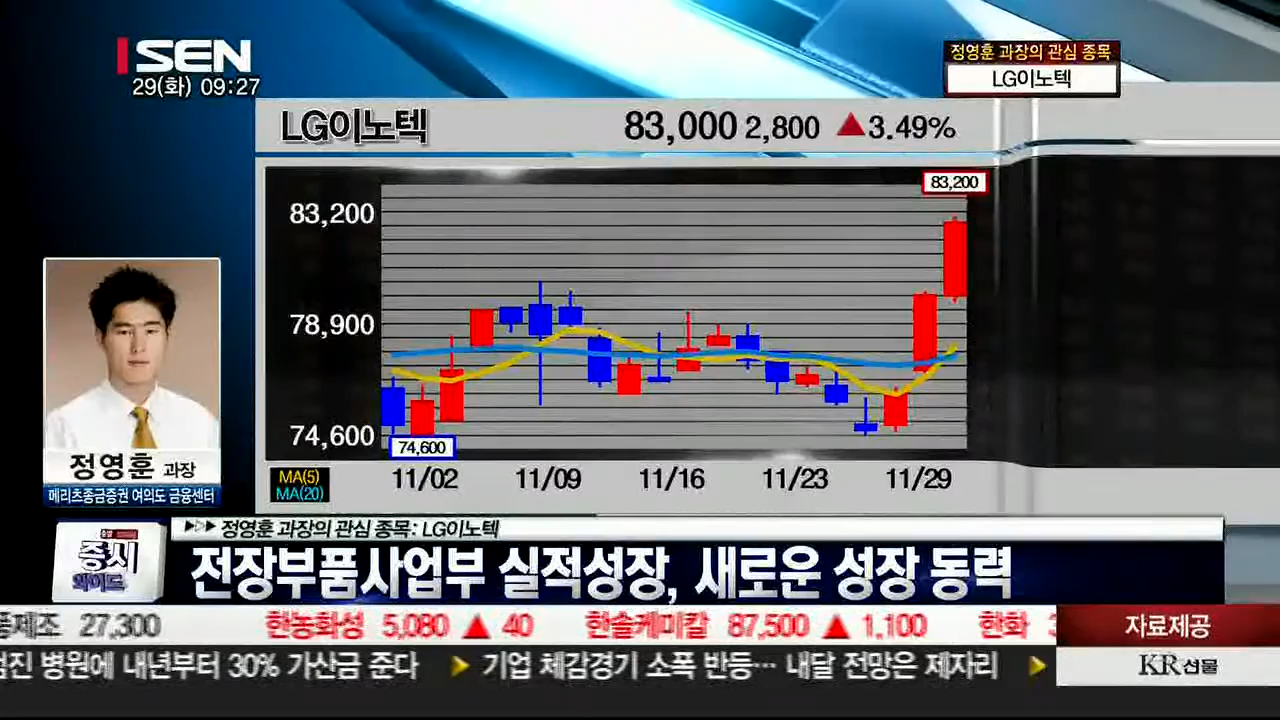 SEN
29(화) 09:27
정영훈 과장의 관심 종목
LG이노텍
LG이노텍 83,000 2,800 ▲3.49%
83,200
83,200
78,900
74,600
74,600
MA(5)
MA(20)
11/02 11/09 11/16 11/23 11/29
정영훈 과장
메리츠종금증권 여의도 금융센터
증시
와이드
정영훈 과장의 관심 종목 : LG이노텍
전장부품사업부 실적성장, 새로운 성장 동력
제조 27,300 한농화성 5,080 ▲ 40 한솔케미칼 87,500 ▲ 1,100 한화
자료제공
병원에 내년부터 30% 가산금 준다 ▶ 기업 체감경기 소폭 반등… 내달 전망은 제자리 ▶
KR선물